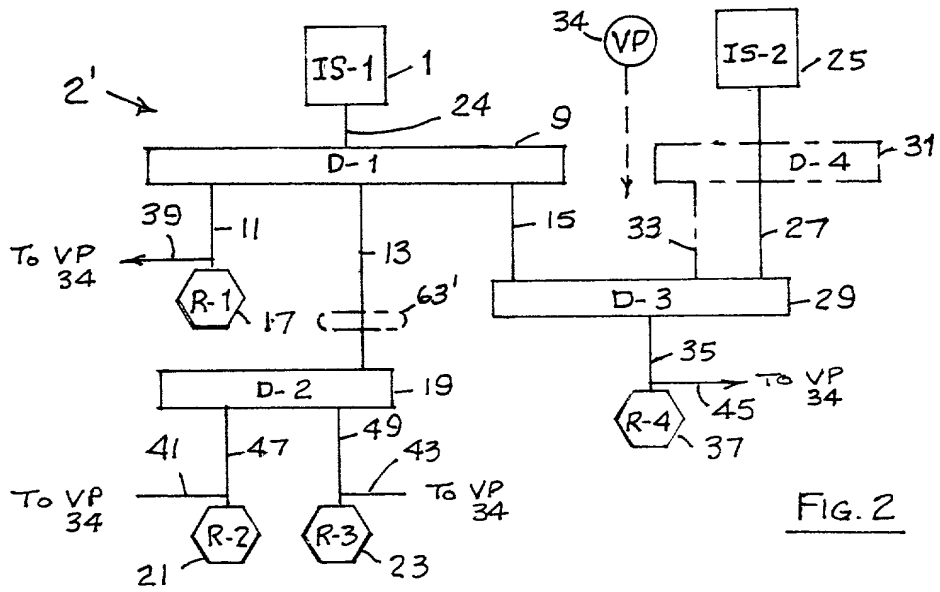 34
VP
IS-1
1
IS-2
25
2'
24
9
D-1
D-4
31
39
11
13
15
33
27
To VP
34
R-1
17
63'
D-3
29
D-2
19
35
To VP
34
45
R-4
37
41
47
49
43
To VP
34
To VP
34
R-2
R-3
21
23
FIG. 2